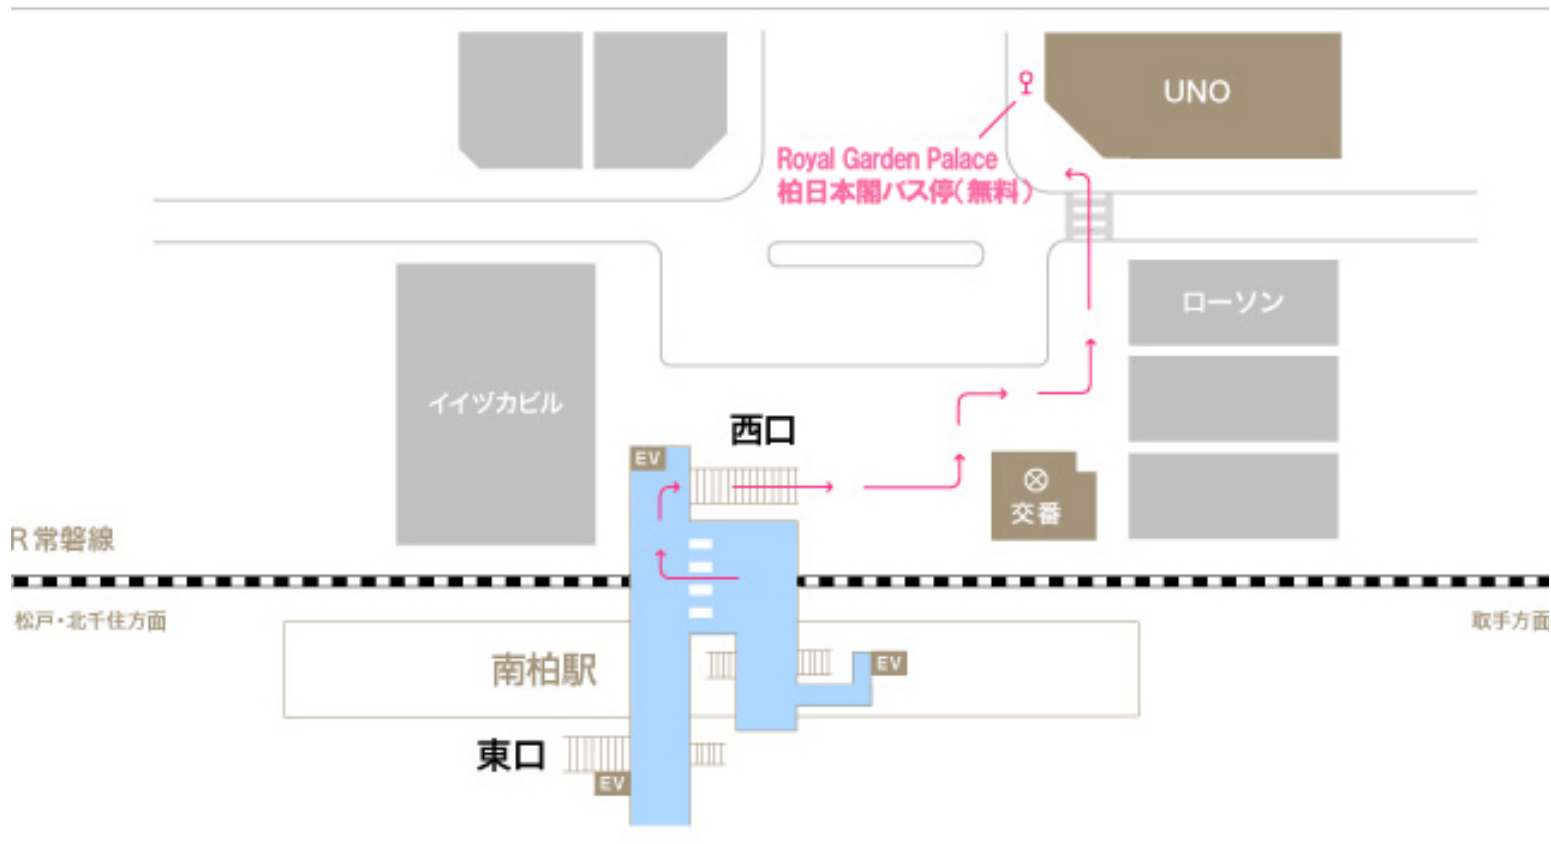 UNO
Royal Garden Palace
柏日本閣バス停(無料)
ローソン
イイヅカビル
西口
EV
交番
R常磐線
松戸・北千住方面
取手方面
南柏駅
EV
東口
EV